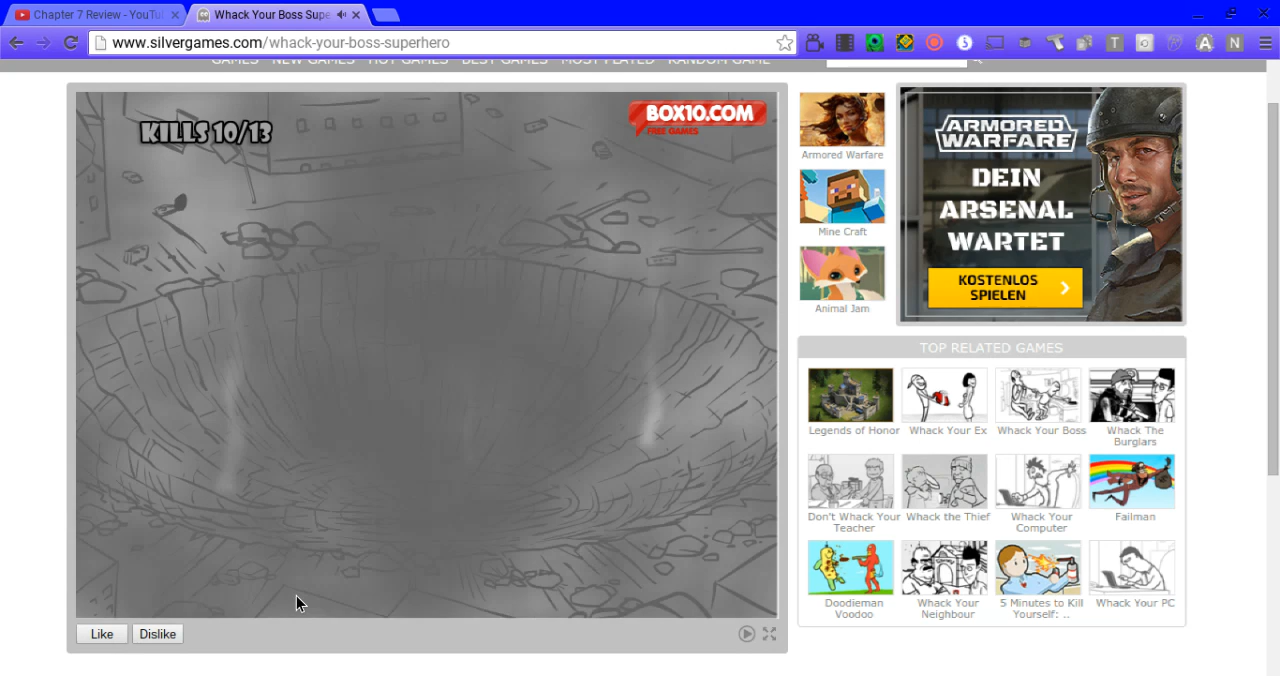 Chapter 7 Review - YouTu
Whack Your Boss Supe
www.silvergames.com/whack-your-boss-superhero
GAMES NEW GAMES HOT GAMES BEST GAMES MOST PLAYED RANDOM GAME
KILLS 10/13
BOX10.COM
FREE GAMES
Like
Dislike
Armored Warfare
Mine Craft
Animal Jam
ARMORED
WARFARE
DEIN
ARSENAL
WARTET
KOSTENLOS
SPIELEN
TOP RELATED GAMES
Legends of Honor
Whack Your Ex
Whack Your Boss
Whack The
Burglars
Don't Whack Your
Teacher
Whack the Thief
Whack Your
Computer
Failman
Doodieman
Voodoo
Whack Your
Neighbour
5 Minutes to Kill
Yourself: ..
Whack Your PC